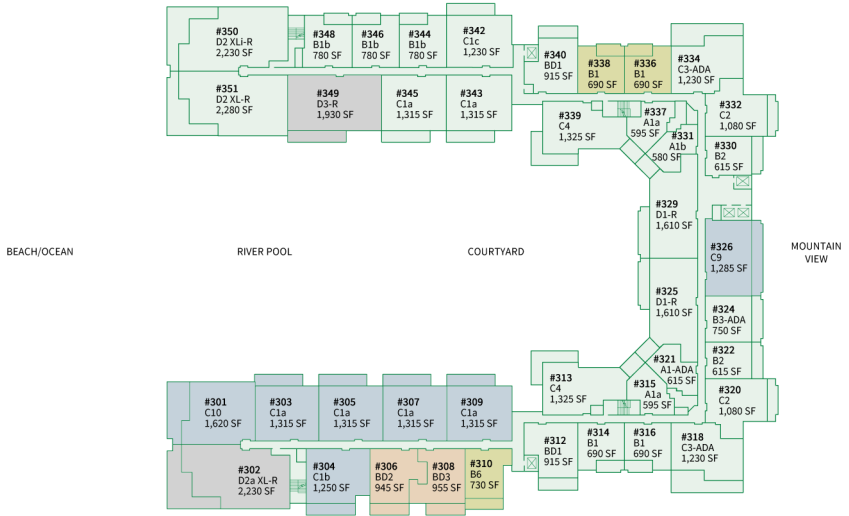 #350
D2 XLi-R
2,230 SF
#348
B1b
780 SF
#346
B1b
780 SF
#344
B1b
780 SF
#342
C1c
1,230 SF
#340
BD1
915 SF
#338
B1
690 SF
#336
B1
690 SF
#334
C3-ADA
1,230 SF
#351
D2 XL-R
2,280 SF
#349
D3-R
1,930 SF
#345
C1a
1,315 SF
#343
C1a
1,315 SF
#339
C4
1,325 SF
#337
A1a
595 SF
#331
A1b
580 SF
#332
C2
1,080 SF
#330
B2
615 SF
#329
D1-R
1,610 SF
BEACH/OCEAN
RIVER POOL
COURTYARD
#326
C9
1,285 SF
MOUNTAIN
VIEW
#325
D1-R
1,610 SF
#324
B3-ADA
750 SF
#322
B2
615 SF
#321
A1-ADA
615 SF
#313
C4
1,325 SF
#315
A1a
595 SF
#320
C2
1,080 SF
#301
C10
1,620 SF
#303
C1a
1,315 SF
#305
C1a
1,315 SF
#307
C1a
1,315 SF
#309
C1a
1,315 SF
#312
BD1
915 SF
#314
B1
690 SF
#316
B1
690 SF
#318
C3-ADA
1,230 SF
#302
D2a XL-R
2,230 SF
#304
C1b
1,250 SF
#306
BD2
945 SF
#308
BD3
955 SF
#310
B6
730 SF